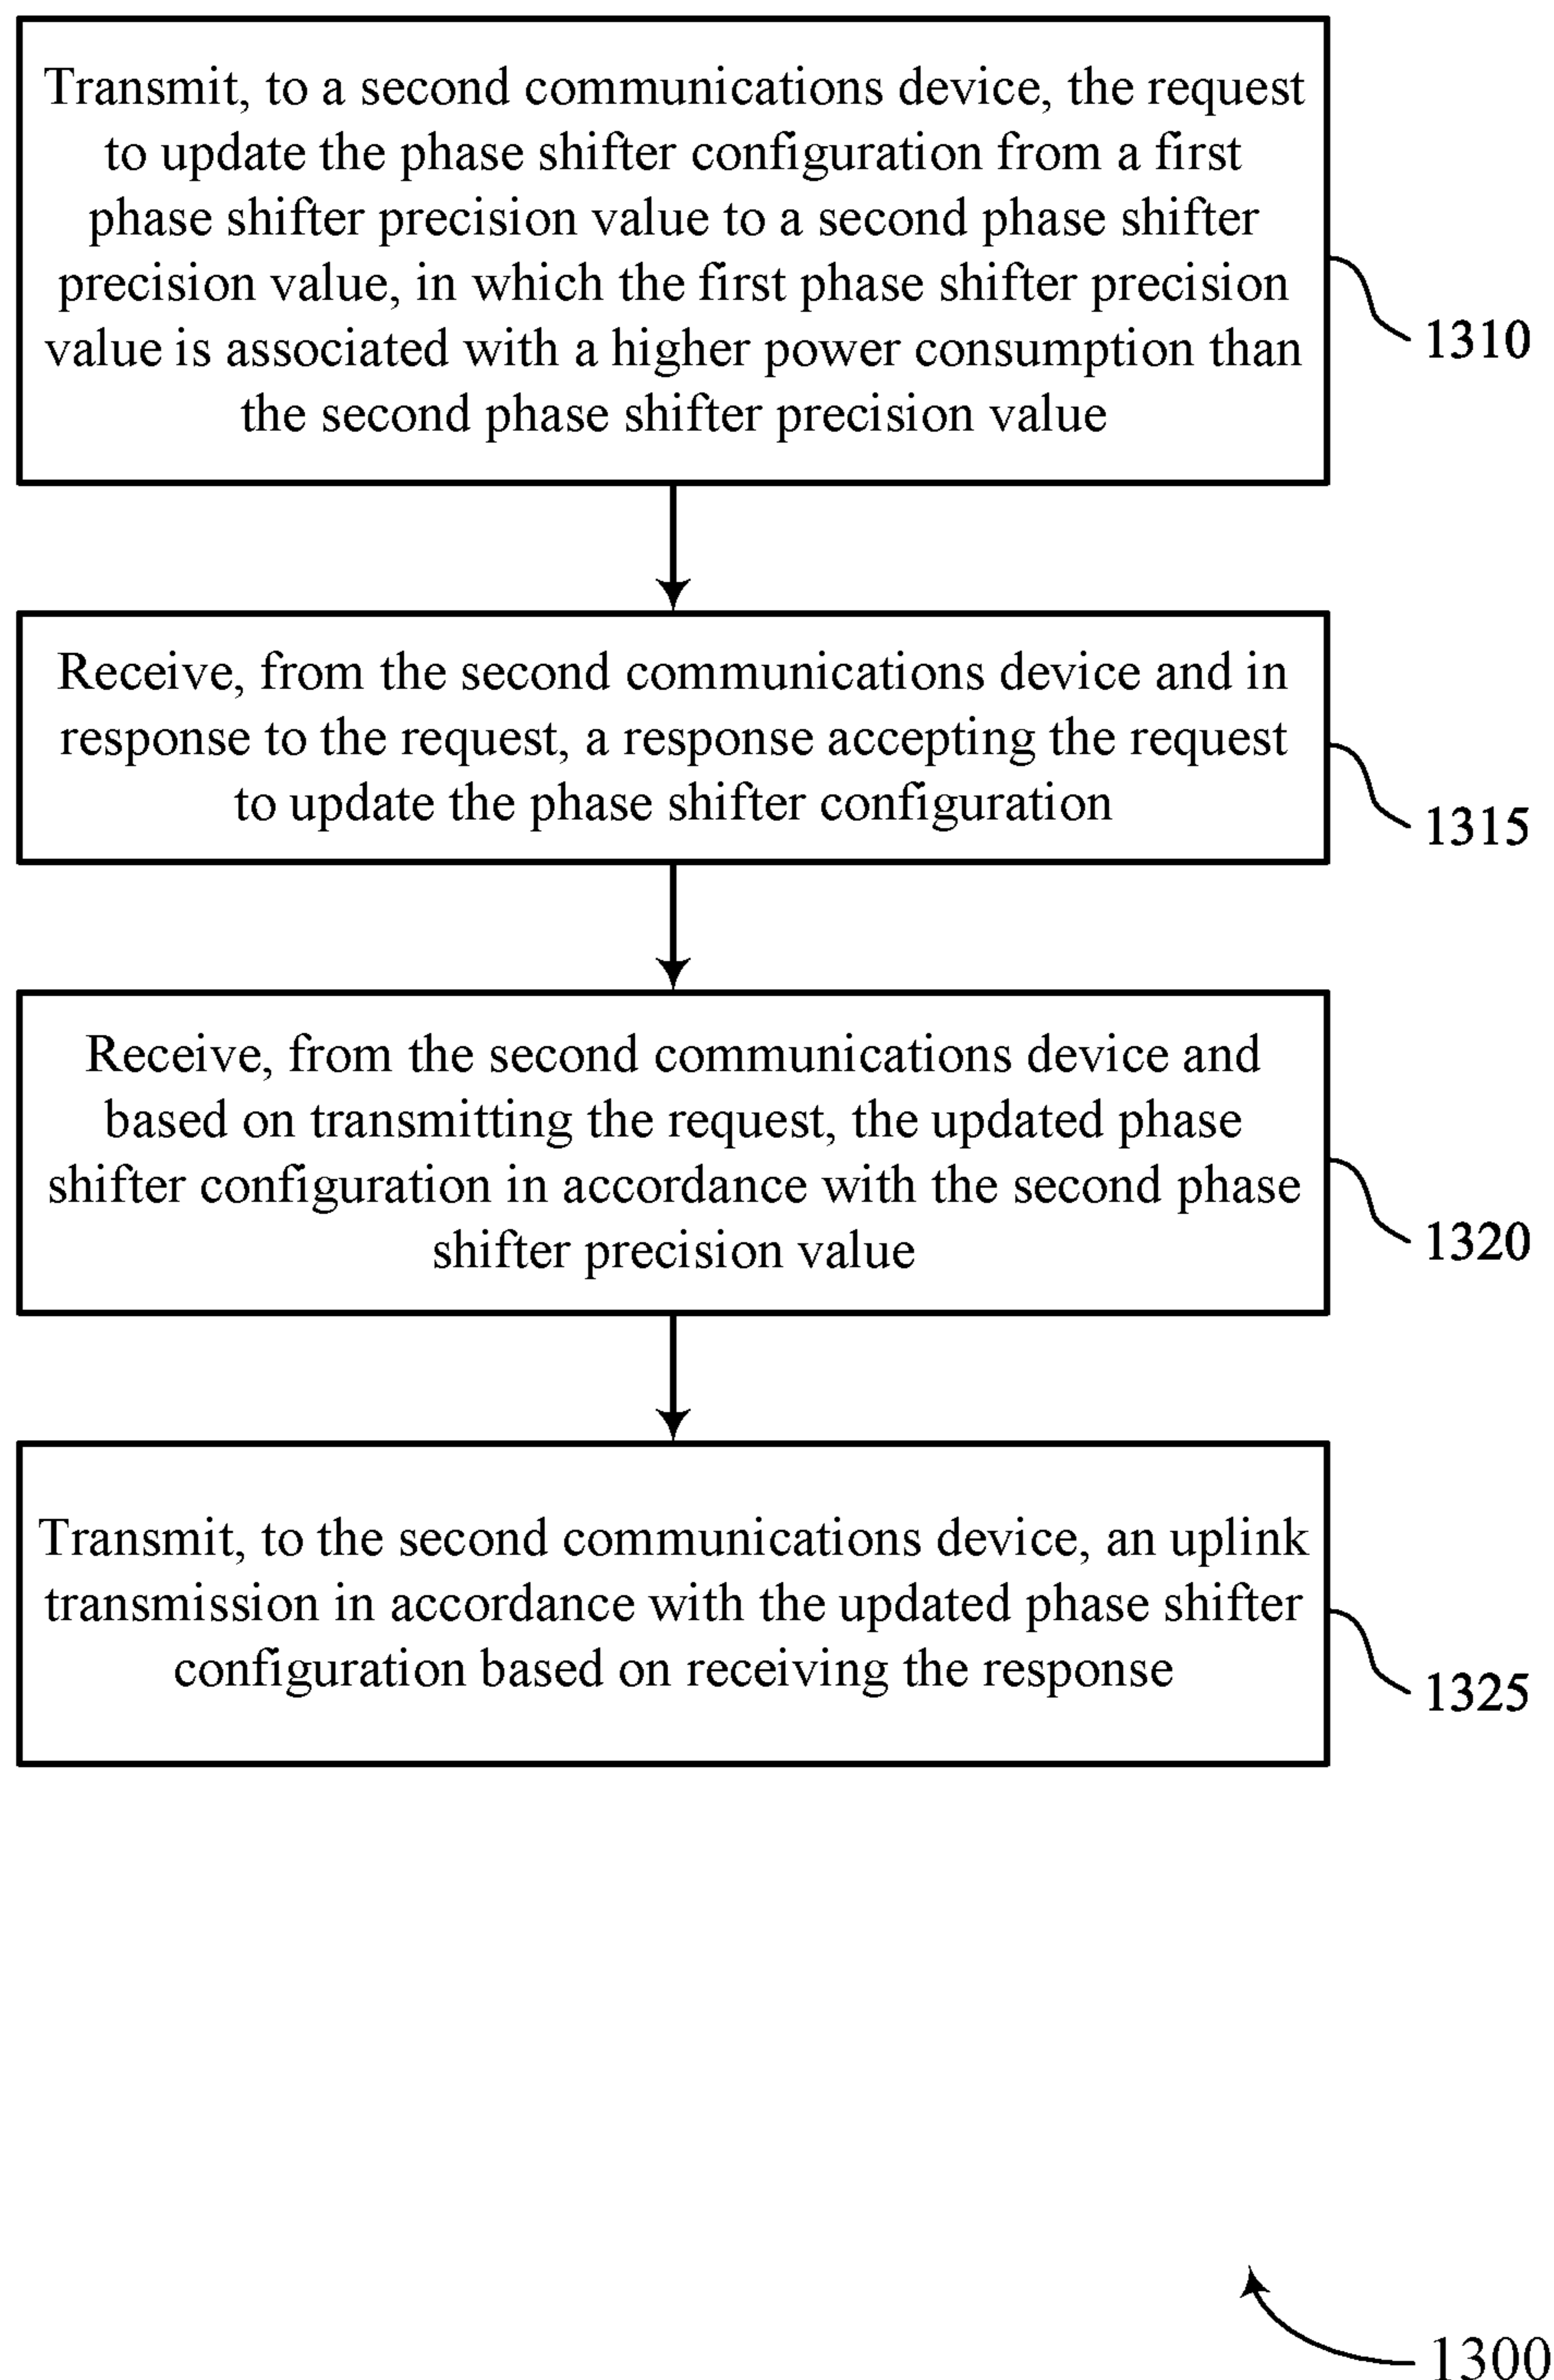 Transmit, to a second communications device, the request
to update the phase shifter configuration from a first
phase shifter precision value to a second phase shifter
precision value, in which the first phase shifter precision
value is associated with a higher power consumption than
the second phase shifter precision value
1310
Receive, from the second communications device and in
response to the request, a response accepting the request
to update the phase shifter configuration
1315
Receive, from the second communications device and
based on transmitting the request, the updated phase
shifter configuration in accordance with the second phase
shifter precision value
1320
Transmit, to the second communications device, an uplink
transmission in accordance with the updated phase shifter
configuration based on receiving the response
1325
1300